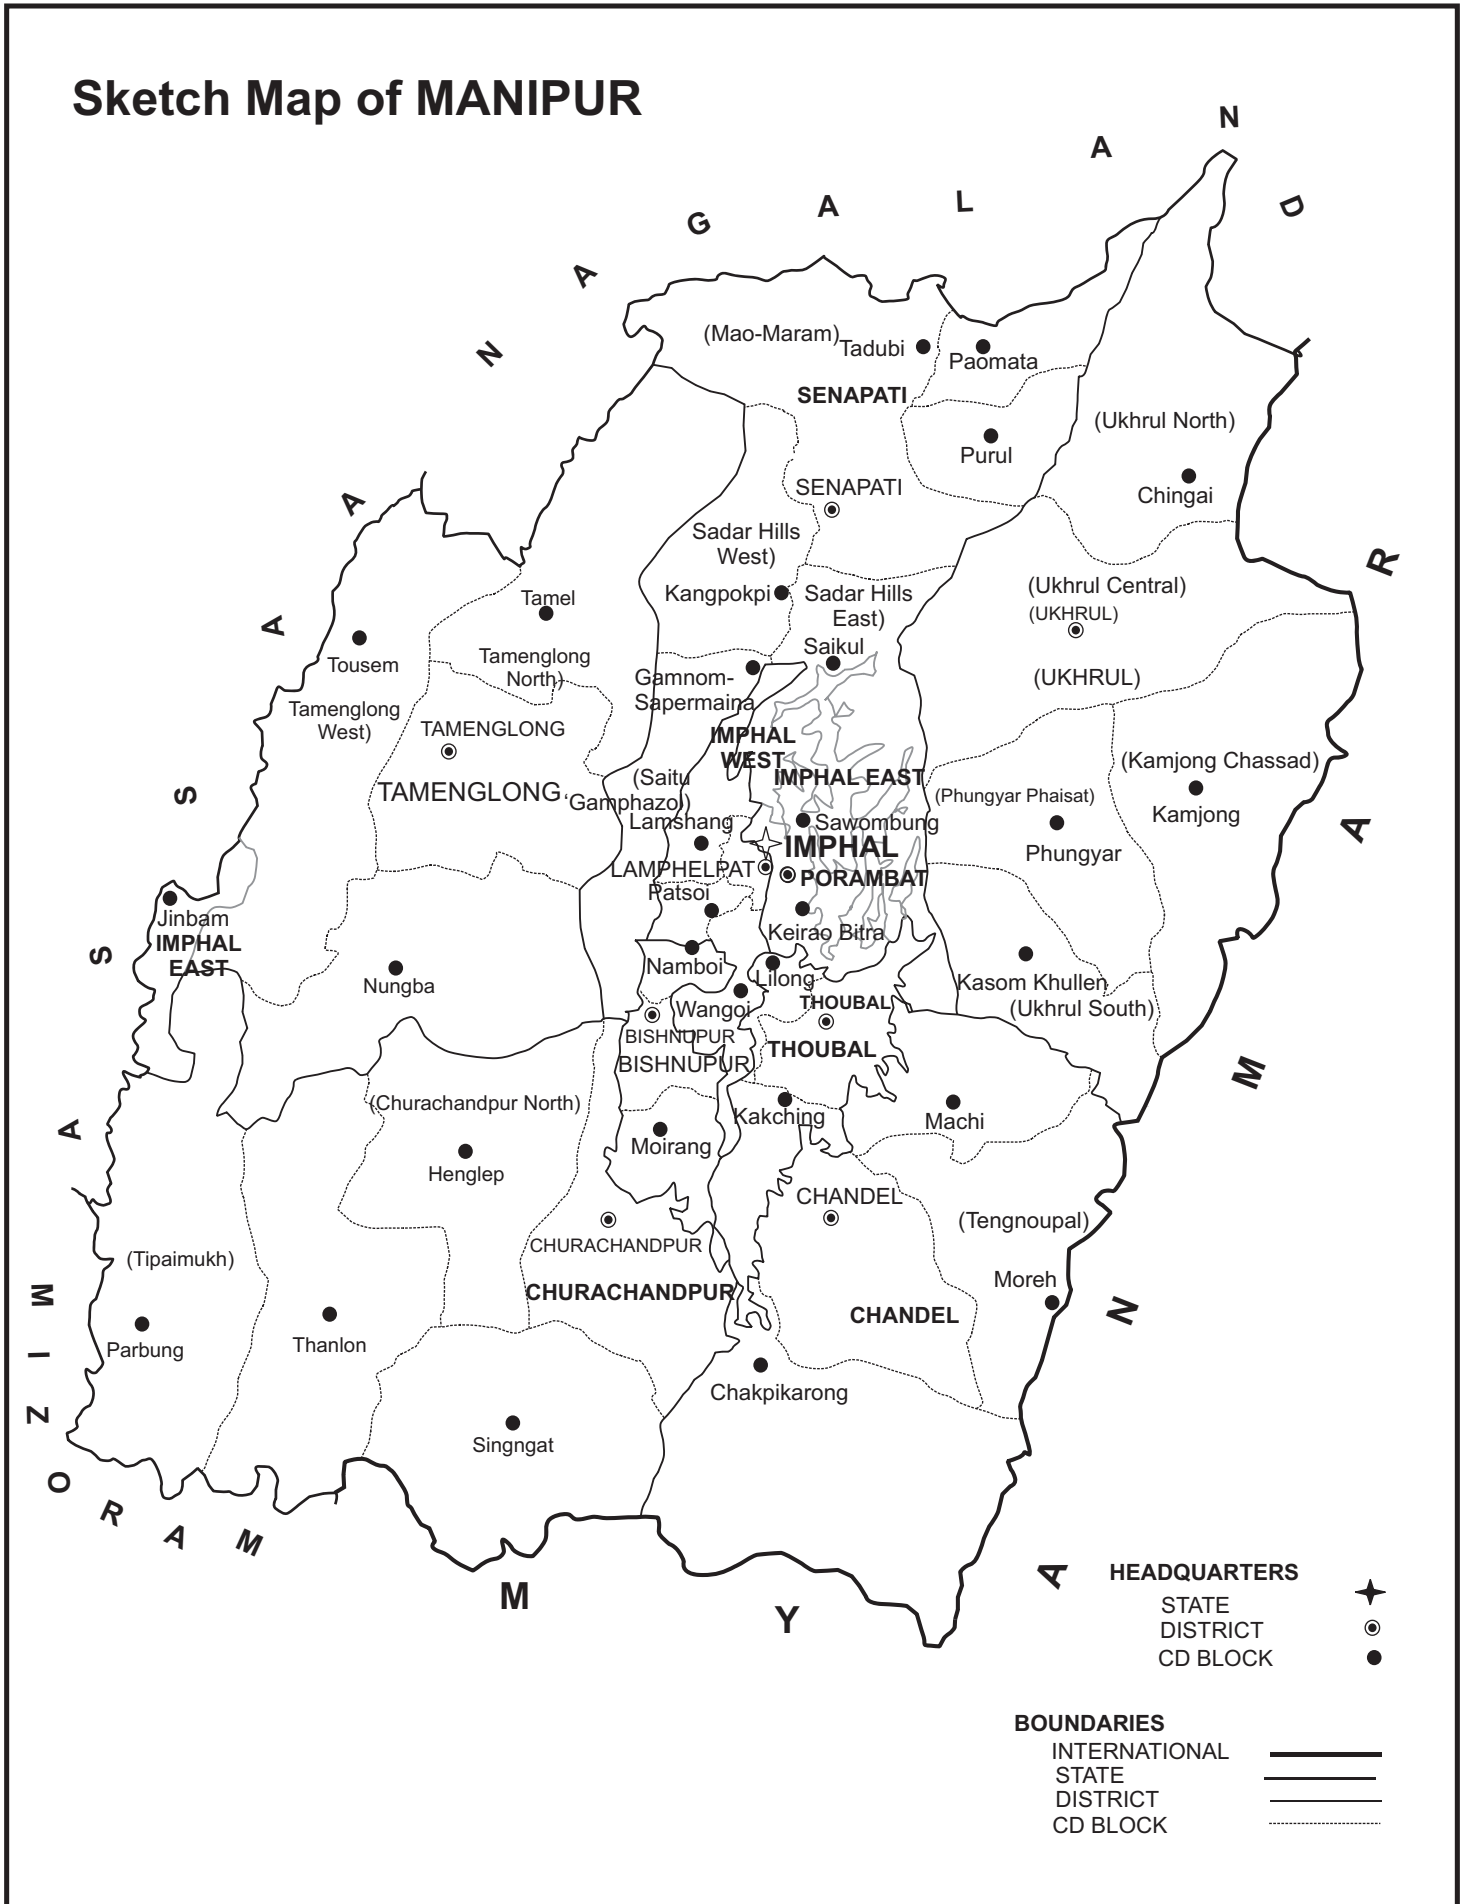 Sketch Map of MANIPUR
NAGALAND
ASSAM
MIZORAM
MYANMAR
(Mao-Maram)
Tadubi
Paomata
SENAPATI
(Ukhrul North)
Purul
SENAPATI
Chingai
Sadar Hills
West)
Kangpokpi
Sadar Hills
East)
(Ukhrul Central)
(UKHRUL)
Tamel
Tousem
Tamenglong
North)
Saikul
Gamnom-
Sapermaina
(UKHRUL)
Tamenglong
West)
TAMENGLONG
IMPHAL
WEST
(Kamjong Chassad)
Kamjong
TAMENGLONG
(Saitu
'Gamphazol)
IMPHAL EAST
(Phungyar Phaisat)
Phungyar
Lamshang
Sawombung
IMPHAL
LAMPHELPAT
PORAMBAT
Patsoi
Jinbam
IMPHAL
EAST
Keirao Bitra
Nungba
Namboi
Lilong
Kasom Khullen
(Ukhrul South)
Wangoi
THOUBAL
BISHNUPUR
BISHNUPUR
THOUBAL
(Churachandpur North)
Henglep
Kakching
Machi
Moirang
CHANDEL
(Tengnoupal)
CHURACHANDPUR
(Tipaimukh)
Moreh
CHURACHANDPUR
CHANDEL
Parbung
Thanlon
Chakpikarong
Singngat
HEADQUARTERS
STATE
DISTRICT
CD BLOCK
BOUNDARIES
INTERNATIONAL
STATE
DISTRICT
CD BLOCK